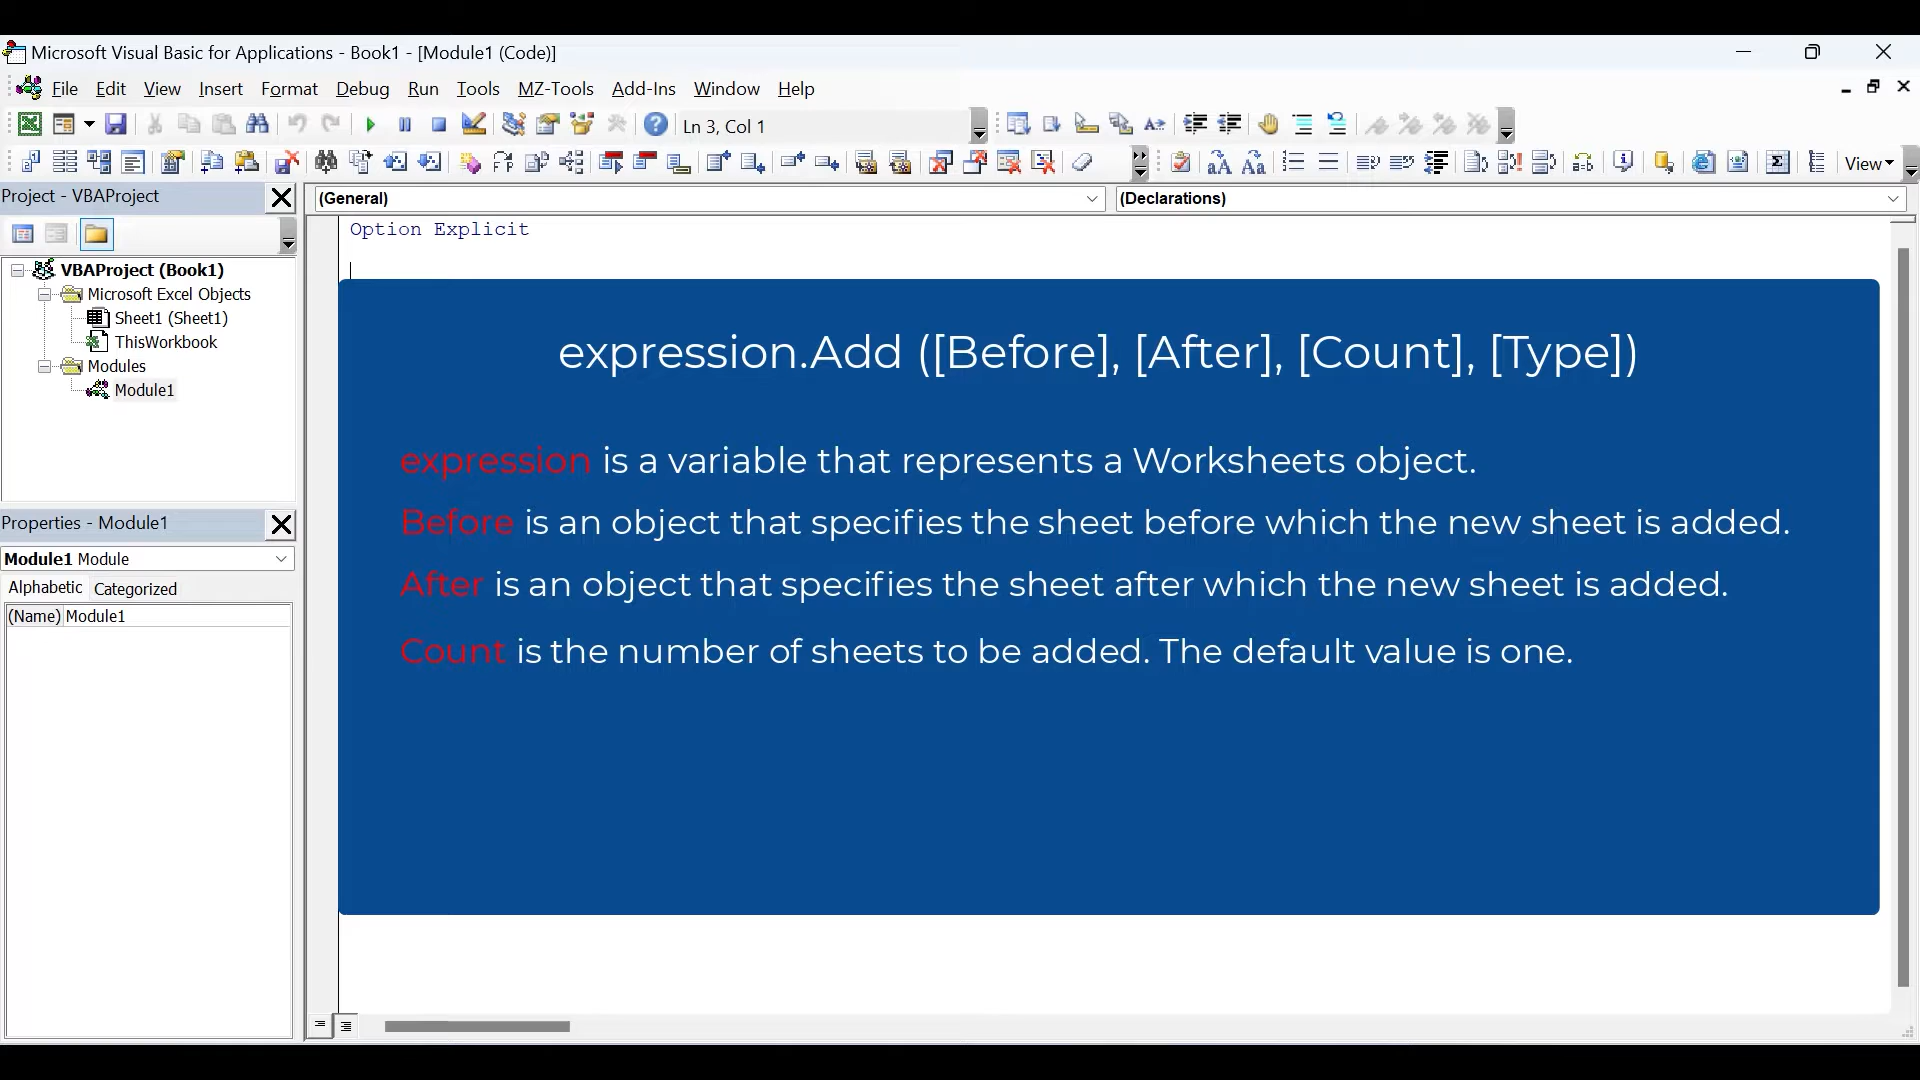 Microsoft Visual Basic for Applications - Book1 - [Module1 (Code)]
File Edit View Insert Format Debug Run Tools MZ-Tools Add-Ins Window Help
Ln 3, Col 1
View
Project - VBAProject
(General)
(Declarations)
Option Explicit
VBAProject (Book1)
Microsoft Excel Objects
Sheet1 (Sheet1)
ThisWorkbook
Modules
Module1
expression.Add ([Before], [After], [Count], [Type])
expression is a variable that represents a Worksheets object.
Before is an object that specifies the sheet before which the new sheet is added.
After is an object that specifies the sheet after which the new sheet is added.
Count is the number of sheets to be added. The default value is one.
Properties - Module1
Module1 Module
Alphabetic Categorized
(Name) Module1